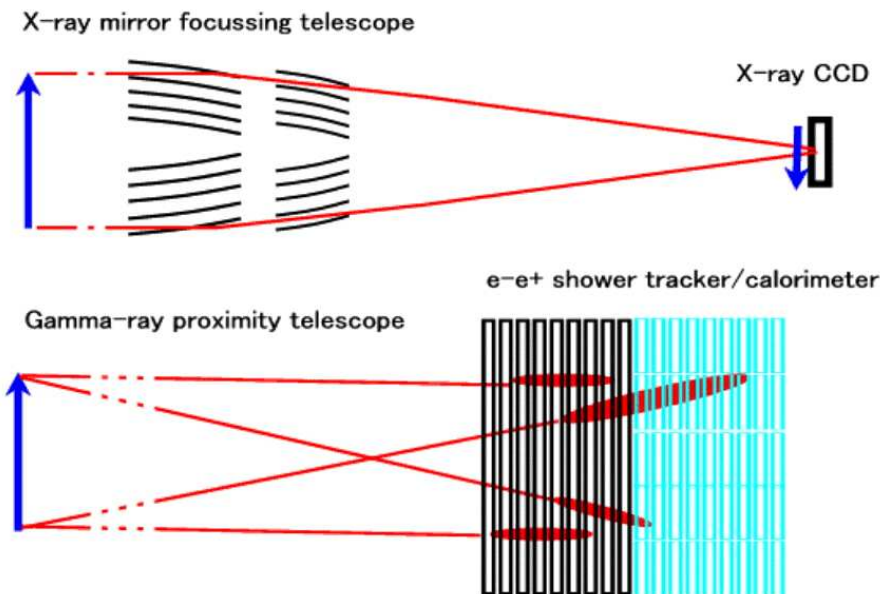 X-ray mirror focussing telescope
X-ray CCD
e-e+ shower tracker/calorimeter
Gamma-ray proximity telescope